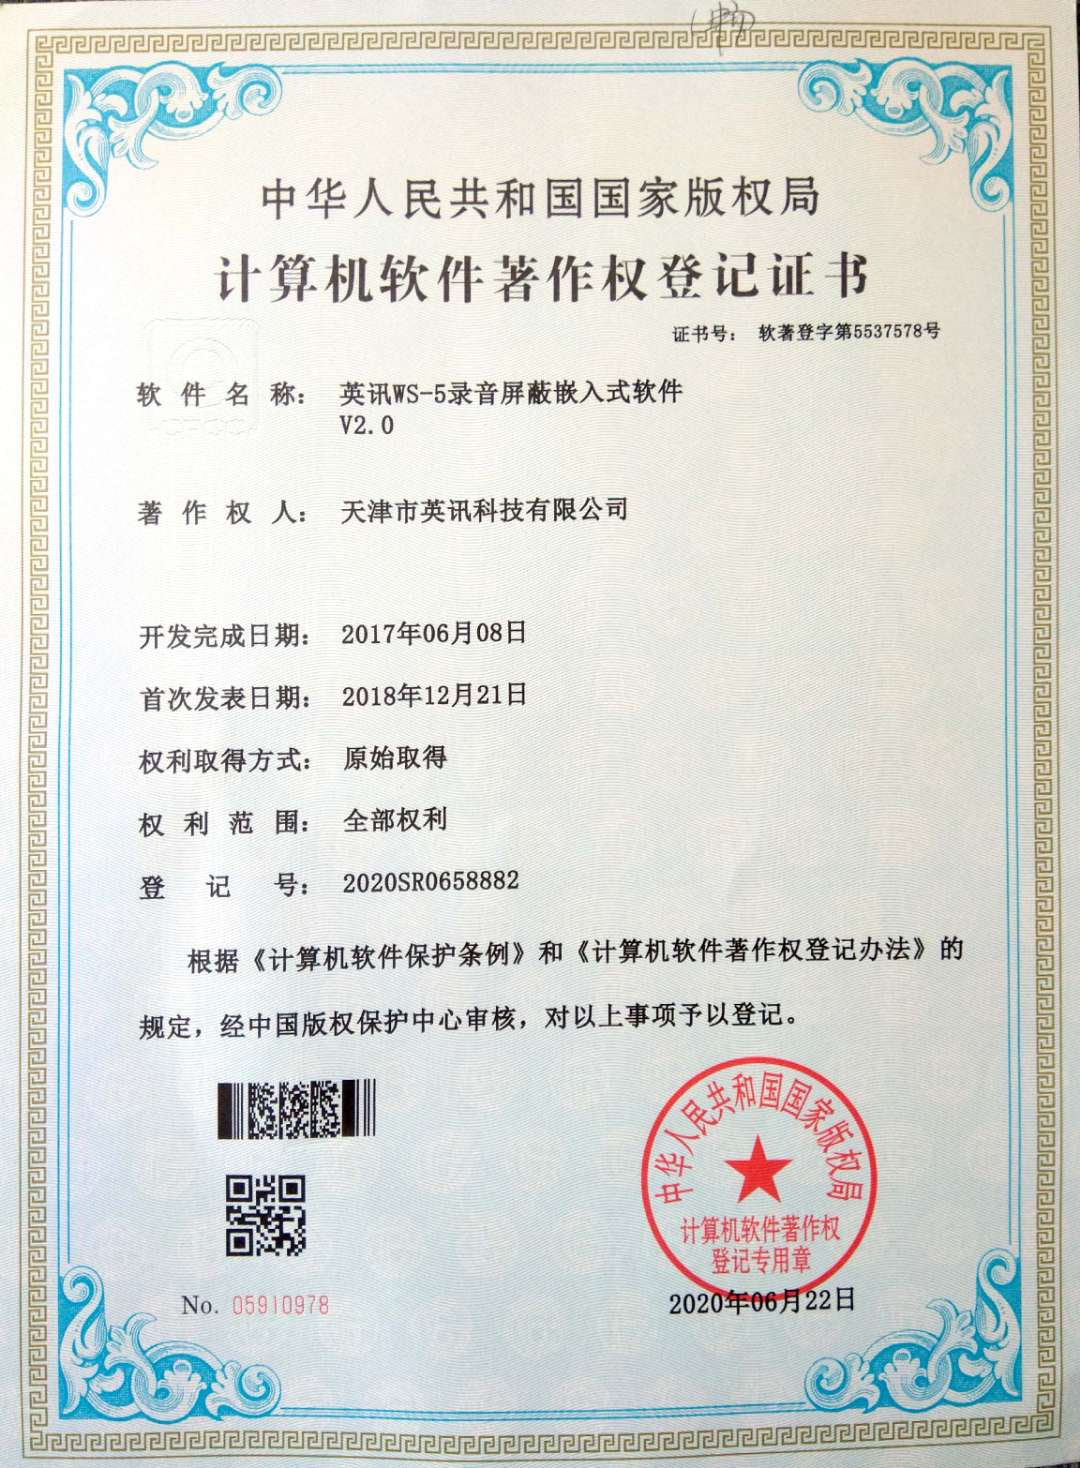 中华人民共和国国家版权局
计算机软件著作权登记证书
证书号： 软著登字第5537578号
软件名称： 英讯WS-5录音屏蔽嵌入式软件
V2.0
著作权人： 天津市英讯科技有限公司
开发完成日期： 2017年06月08日
首次发表日期： 2018年12月21日
权利取得方式： 原始取得
权利范围： 全部权利
登记号： 2020SR0658882
根据《计算机软件保护条例》和《计算机软件著作权登记办法》的
规定，经中国版权保护中心审核，对以上事项予以登记。
中华人民共和国国家版权局
计算机软件著作权
登记专用章
No. 05910978
2020年06月22日